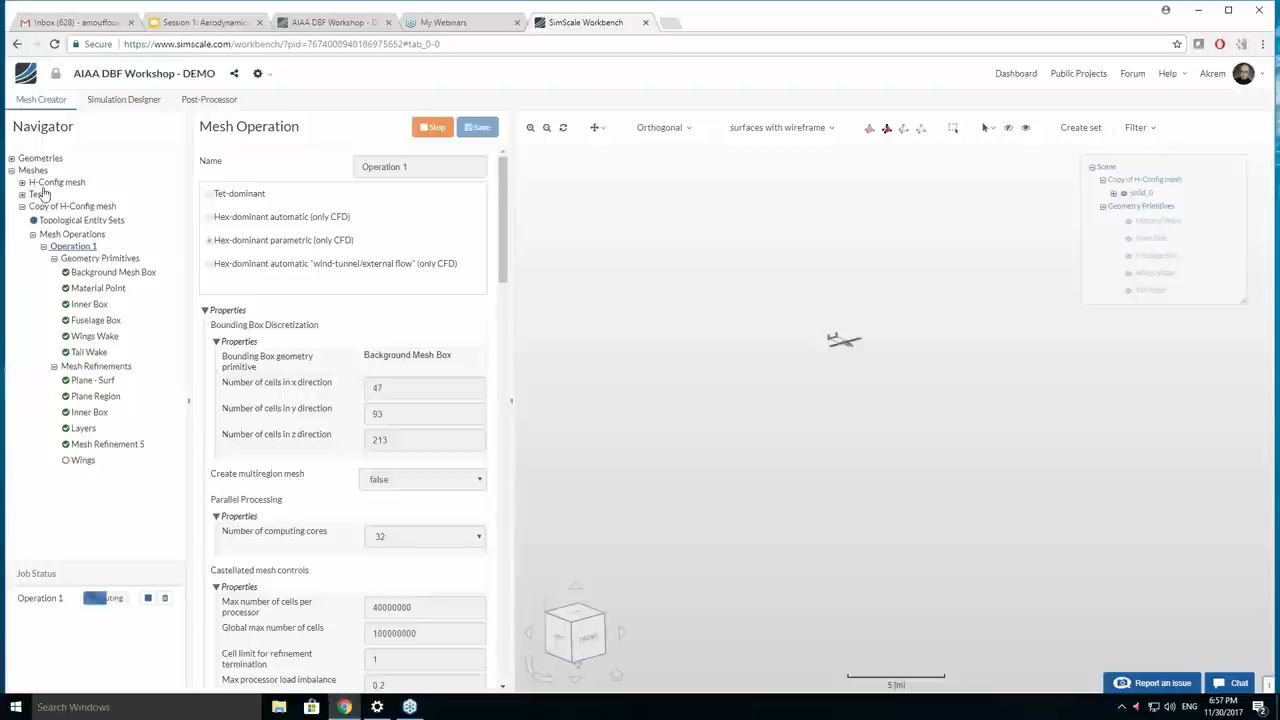 Inbox (628) - amouffou
Session 1: Aerodynamic
AIAA DBF Workshop - D
My Webinars
SimScale Workbench
Secure
https://www.simscale.com/workbench/?pid=7674008948186975652#tab_0-0
AIAA DBF Workshop - DEMO
Dashboard
Public Projects
Forum
Help
Akrem
Mesh Creator
Simulation Designer
Post-Processor
Navigator
Geometries
Meshes
H-Config mesh
Copy of H-Config mesh
Topological Entity Sets
Mesh Operations
Operation 1
Geometry Primitives
Background Mesh Box
Material Point
Inner Box
Fuselage Box
Wings Wake
Tail Wake
Mesh Refinements
Plane - Surf
Plane Region
Inner Box
Layers
Mesh Refinement 5
Wings
Job Status
Operation 1
Mesh Operation
Stop
Save
Name
Operation 1
Tet-dominant
Hex-dominant automatic (only CFD)
Hex-dominant parametric (only CFD)
Hex-dominant automatic "wind-tunnel/external flow" (only CFD)
Properties
Bounding Box Discretization
Properties
Bounding Box geometry
primitive
Background Mesh Box
Number of cells in x direction
47
Number of cells in y direction
93
Number of cells in z direction
213
Create multiregion mesh
false
Parallel Processing
Properties
Number of computing cores
32
Castellated mesh controls
Properties
Max number of cells per
processor
40000000
Global max number of cells
100000000
Cell limit for refinement
termination
1
Max processor load imbalance
0.2
Orthogonal
surfaces with wireframe
Create set
Filter
Scene
Copy of H-Config mesh
solid_0
Geometry Primitives
Material Point
Inner Box
Fuselage Box
Wings Wake
Tail Wake
FRONT
5 [m]
Report an issue
Chat
Search Windows
ENG
6:57 PM
11/30/2017